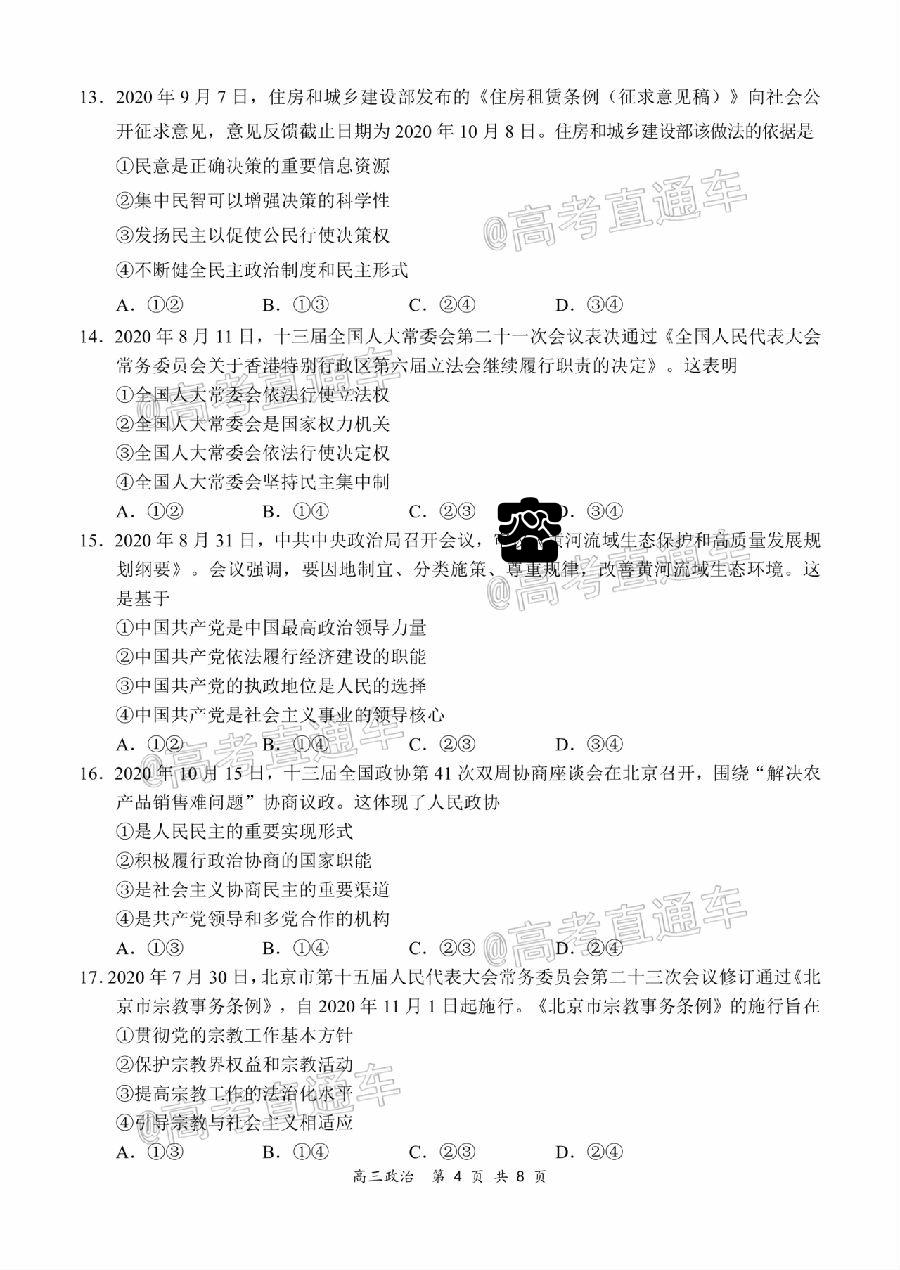 13．2020 年 9 月 7 日，住房和城乡建设部发布的《住房租赁条例（征求意见稿）》向社会公
开征求意见，意见反馈截止日期为 2020 年 10 月 8 日。住房和城乡建设部该做法的依据是
①民意是正确决策的重要信息资源
②集中民智可以增强决策的科学性
@高考直通车
③发扬民主以促使公民行使决策权
④不断健全民主政治制度和民主形式
A．①② B．①③ C．②④ D．③④
14．2020 年 8 月 11 日，十三届全国人大常委会第二十一次会议表决通过《全国人民代表大会
常务委员会关于香港特别行政区第六届立法会继续履行职责的决定》。这表明
@高考直通车
①全国人大常委会依法行使立法权
②全国人大常委会是国家权力机关
③全国人大常委会依法行使决定权
④全国人大常委会坚持民主集中制
A．①② B．①④ C．②③ D．③④
15．2020 年 8 月 31 日，中共中央政治局召开会议，黄河流域生态保护和高质量发展规
划纲要》。会议强调，要因地制宜、分类施策、尊重规律，改善黄河流域生态环境。这
@高考直通车
是基于
①中国共产党是中国最高政治领导力量
②中国共产党依法履行经济建设的职能
③中国共产党的执政地位是人民的选择
④中国共产党是社会主义事业的领导核心
@高考直通车
A．①② B．①④ C．②③ D．③④
16．2020 年 10 月 15 日，十三届全国政协第 41 次双周协商座谈会在北京召开，围绕“解决农
产品销售难问题”协商议政。这体现了人民政协
①是人民民主的重要实现形式
②积极履行政治协商的国家职能
③是社会主义协商民主的重要渠道
④是共产党领导和多党合作的机构
@高考直通车
A．①③ B．①④ C．②③ D．②④
17．2020 年 7 月 30 日，北京市第十五届人民代表大会常务委员会第二十三次会议修订通过《北
京市宗教事务条例》，自 2020 年 11 月 1 日起施行。《北京市宗教事务条例》的施行旨在
①贯彻党的宗教工作基本方针
②保护宗教界权益和宗教活动
③提高宗教工作的法治化水平
④引导宗教与社会主义相适应
@高考直通车
A．①③ B．①④ C．②③ D．②④
高三政治 第 4 页 共 8 页